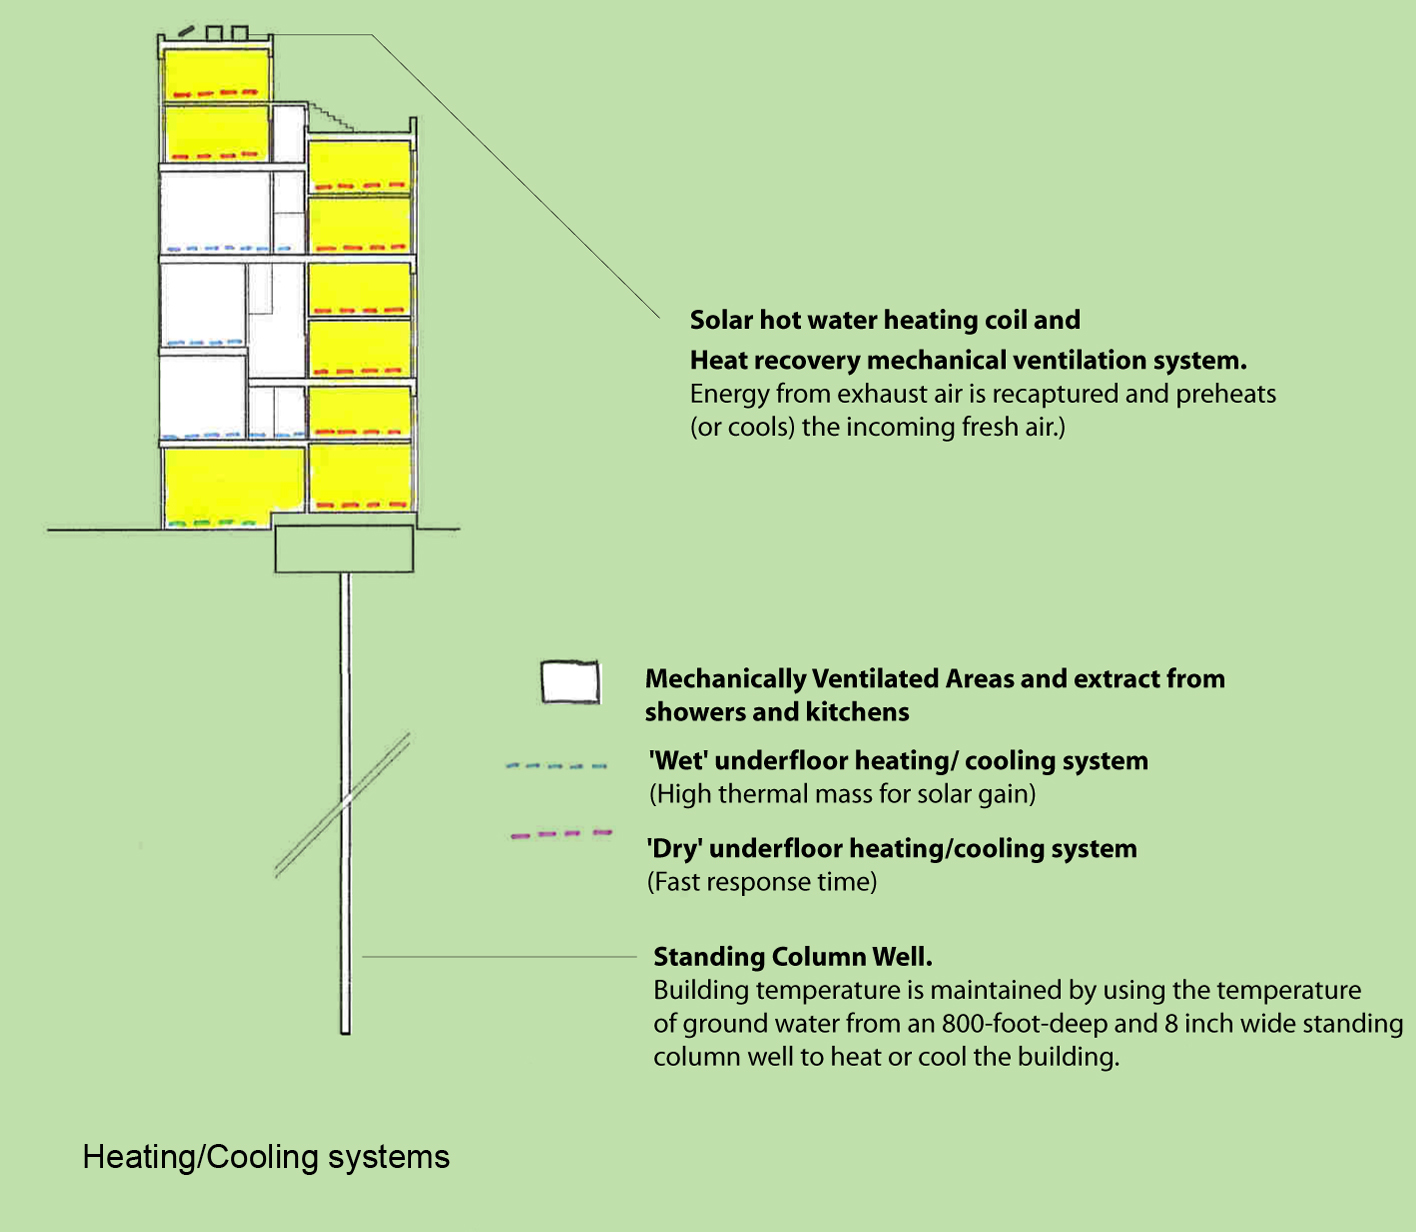 Solar hot water heating coil and
Heat recovery mechanical ventilation system.
Energy from exhaust air is recaptured and preheats
(or cools) the incoming fresh air.)
Mechanically Ventilated Areas and extract from
showers and kitchens
'Wet' underfloor heating/ cooling system
(High thermal mass for solar gain)
'Dry' underfloor heating/cooling system
(Fast response time)
Standing Column Well.
Building temperature is maintained by using the temperature
of ground water from an 800-foot-deep and 8 inch wide standing
column well to heat or cool the building.
Heating/Cooling systems